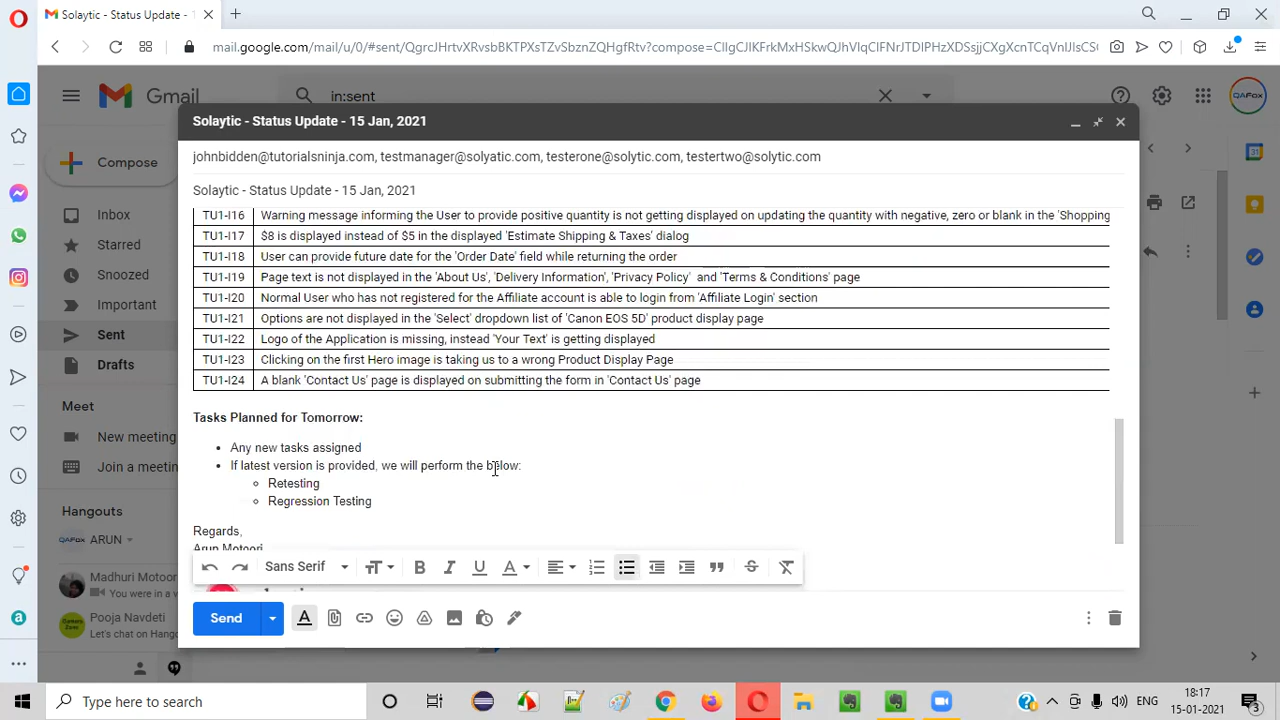 Solaytic - Status Update - 15 Jan, 2021
mail.google.com/mail/u/0/#sent/QgrcJHrtvXRvsbBKTPXsTZvSbznZQHgfRtv?compose=CllgCJlKFrkMxHSkwQJhVlqClFNrJTDlPHzXDSsjjCXgXcnTCqVnlJlsCS
Gmail
in:sent
QAFox
Compose
Inbox
Starred
Snoozed
Important
Sent
Drafts
Meet
New meeting
Join a meeting
Hangouts
ARUN
Madhuri Motoor
You were in a v
Pooja Navdeti
Let's chat on Hango
Solaytic - Status Update - 15 Jan, 2021
johnbidden@tutorialsninja.com, testmanager@solyatic.com, testerone@solytic.com, testertwo@solytic.com
Solaytic - Status Update - 15 Jan, 2021
TU1-I16 Warning message informing the User to provide positive quantity is not getting displayed on updating the quantity with negative, zero or blank in the 'Shopping
TU1-I17 $8 is displayed instead of $5 in the displayed 'Estimate Shipping & Taxes' dialog
TU1-I18 User can provide future date for the 'Order Date' field while returning the order
TU1-I19 Page text is not displayed in the 'About Us', 'Delivery Information', 'Privacy Policy' and 'Terms & Conditions' page
TU1-I20 Normal User who has not registered for the Affiliate account is able to login from 'Affiliate Login' section
TU1-I21 Options are not displayed in the 'Select' dropdown list of 'Canon EOS 5D' product display page
TU1-I22 Logo of the Application is missing, instead 'Your Text' is getting displayed
TU1-I23 Clicking on the first Hero image is taking us to a wrong Product Display Page
TU1-I24 A blank 'Contact Us' page is displayed on submitting the form in 'Contact Us' page
Tasks Planned for Tomorrow:
Any new tasks assigned
If latest version is provided, we will perform the below:
Retesting
Regression Testing
Regards,
Arun Motoori
Sans Serif
Send
Type here to search
ENG
18:17
15-01-2021
3